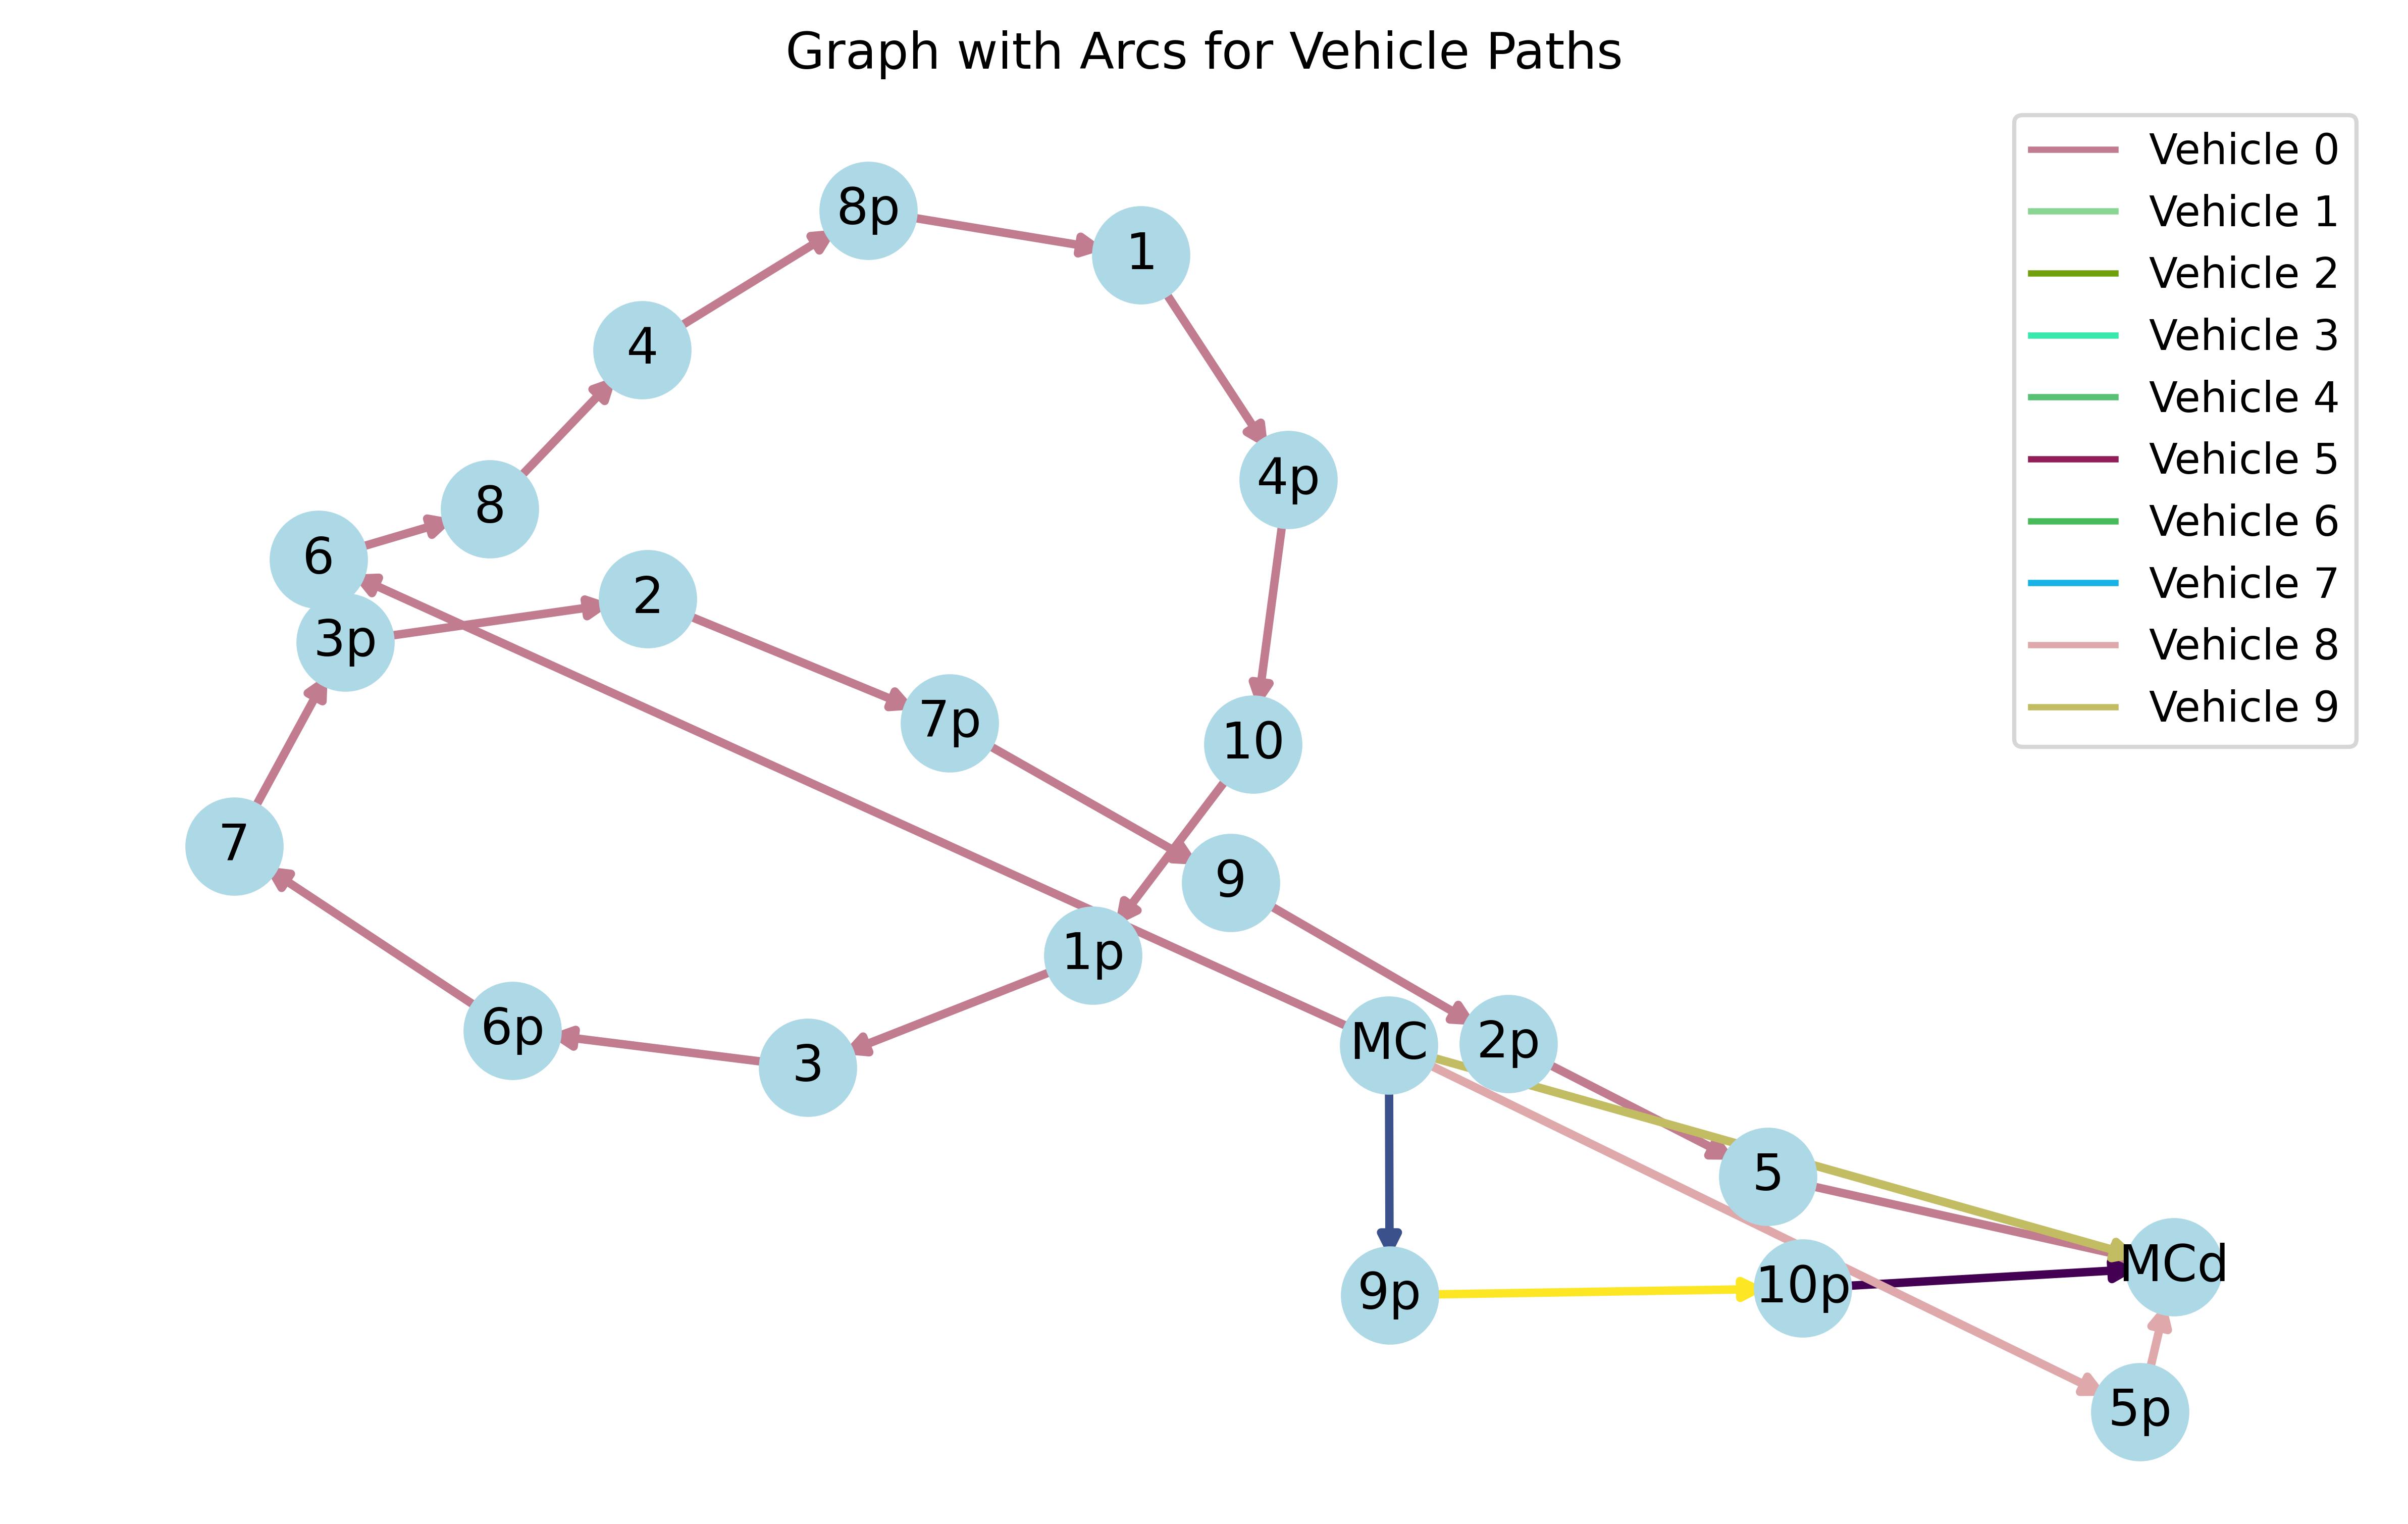 Graph with Arcs for Vehicle Paths
Vehicle 0
Vehicle 1
Vehicle 2
Vehicle 3
Vehicle 4
Vehicle 5
Vehicle 6
Vehicle 7
Vehicle 8
Vehicle 9
8p
1
4
4p
8
6
2
3p
7p
10
7
9
1p
6p
3
MC
2p
5
MCd
9p
10p
5p